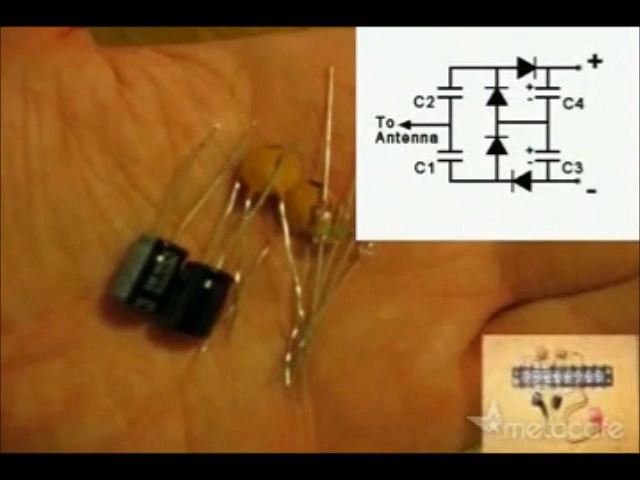 +
C2
+
-
C4
To
Antenna
C1
+
-
C3
-
metacafe